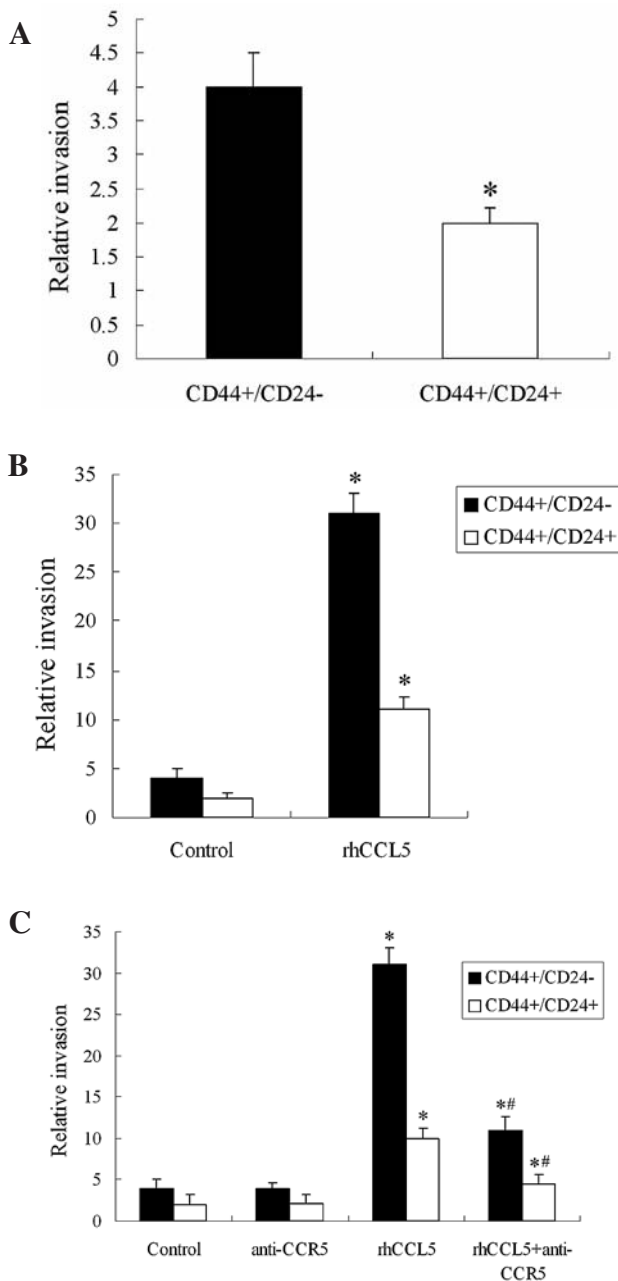 A
Relative invasion
5
4.5
4
3.5
3
2.5
2
1.5
1
0.5
0
*
CD44+/CD24-
CD44+/CD24+
B
Relative invasion
35
30
25
20
15
10
5
0
*
*
CD44+/CD24-
CD44+/CD24+
Control
rhCCL5
C
Relative invasion
35
30
25
20
15
10
5
0
*
*
*#
*#
CD44+/CD24-
CD44+/CD24+
Control
anti-CCR5
rhCCL5
rhCCL5+anti-
CCR5